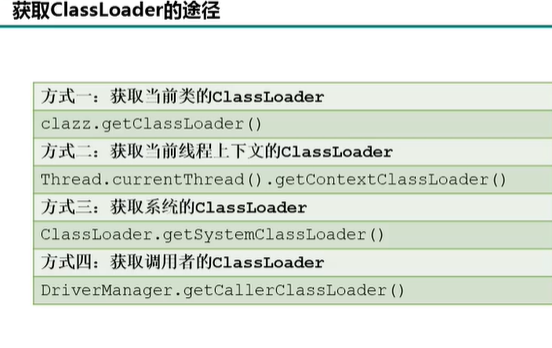 获取ClassLoader的途径
方式一：获取当前类的ClassLoader
clazz.getClassLoader()
方式二：获取当前线程上下文的ClassLoader
Thread.currentThread().getContextClassLoader()
方式三：获取系统的ClassLoader
ClassLoader.getSystemClassLoader()
方式四：获取调用者的ClassLoader
DriverManager.getCallerClassLoader()